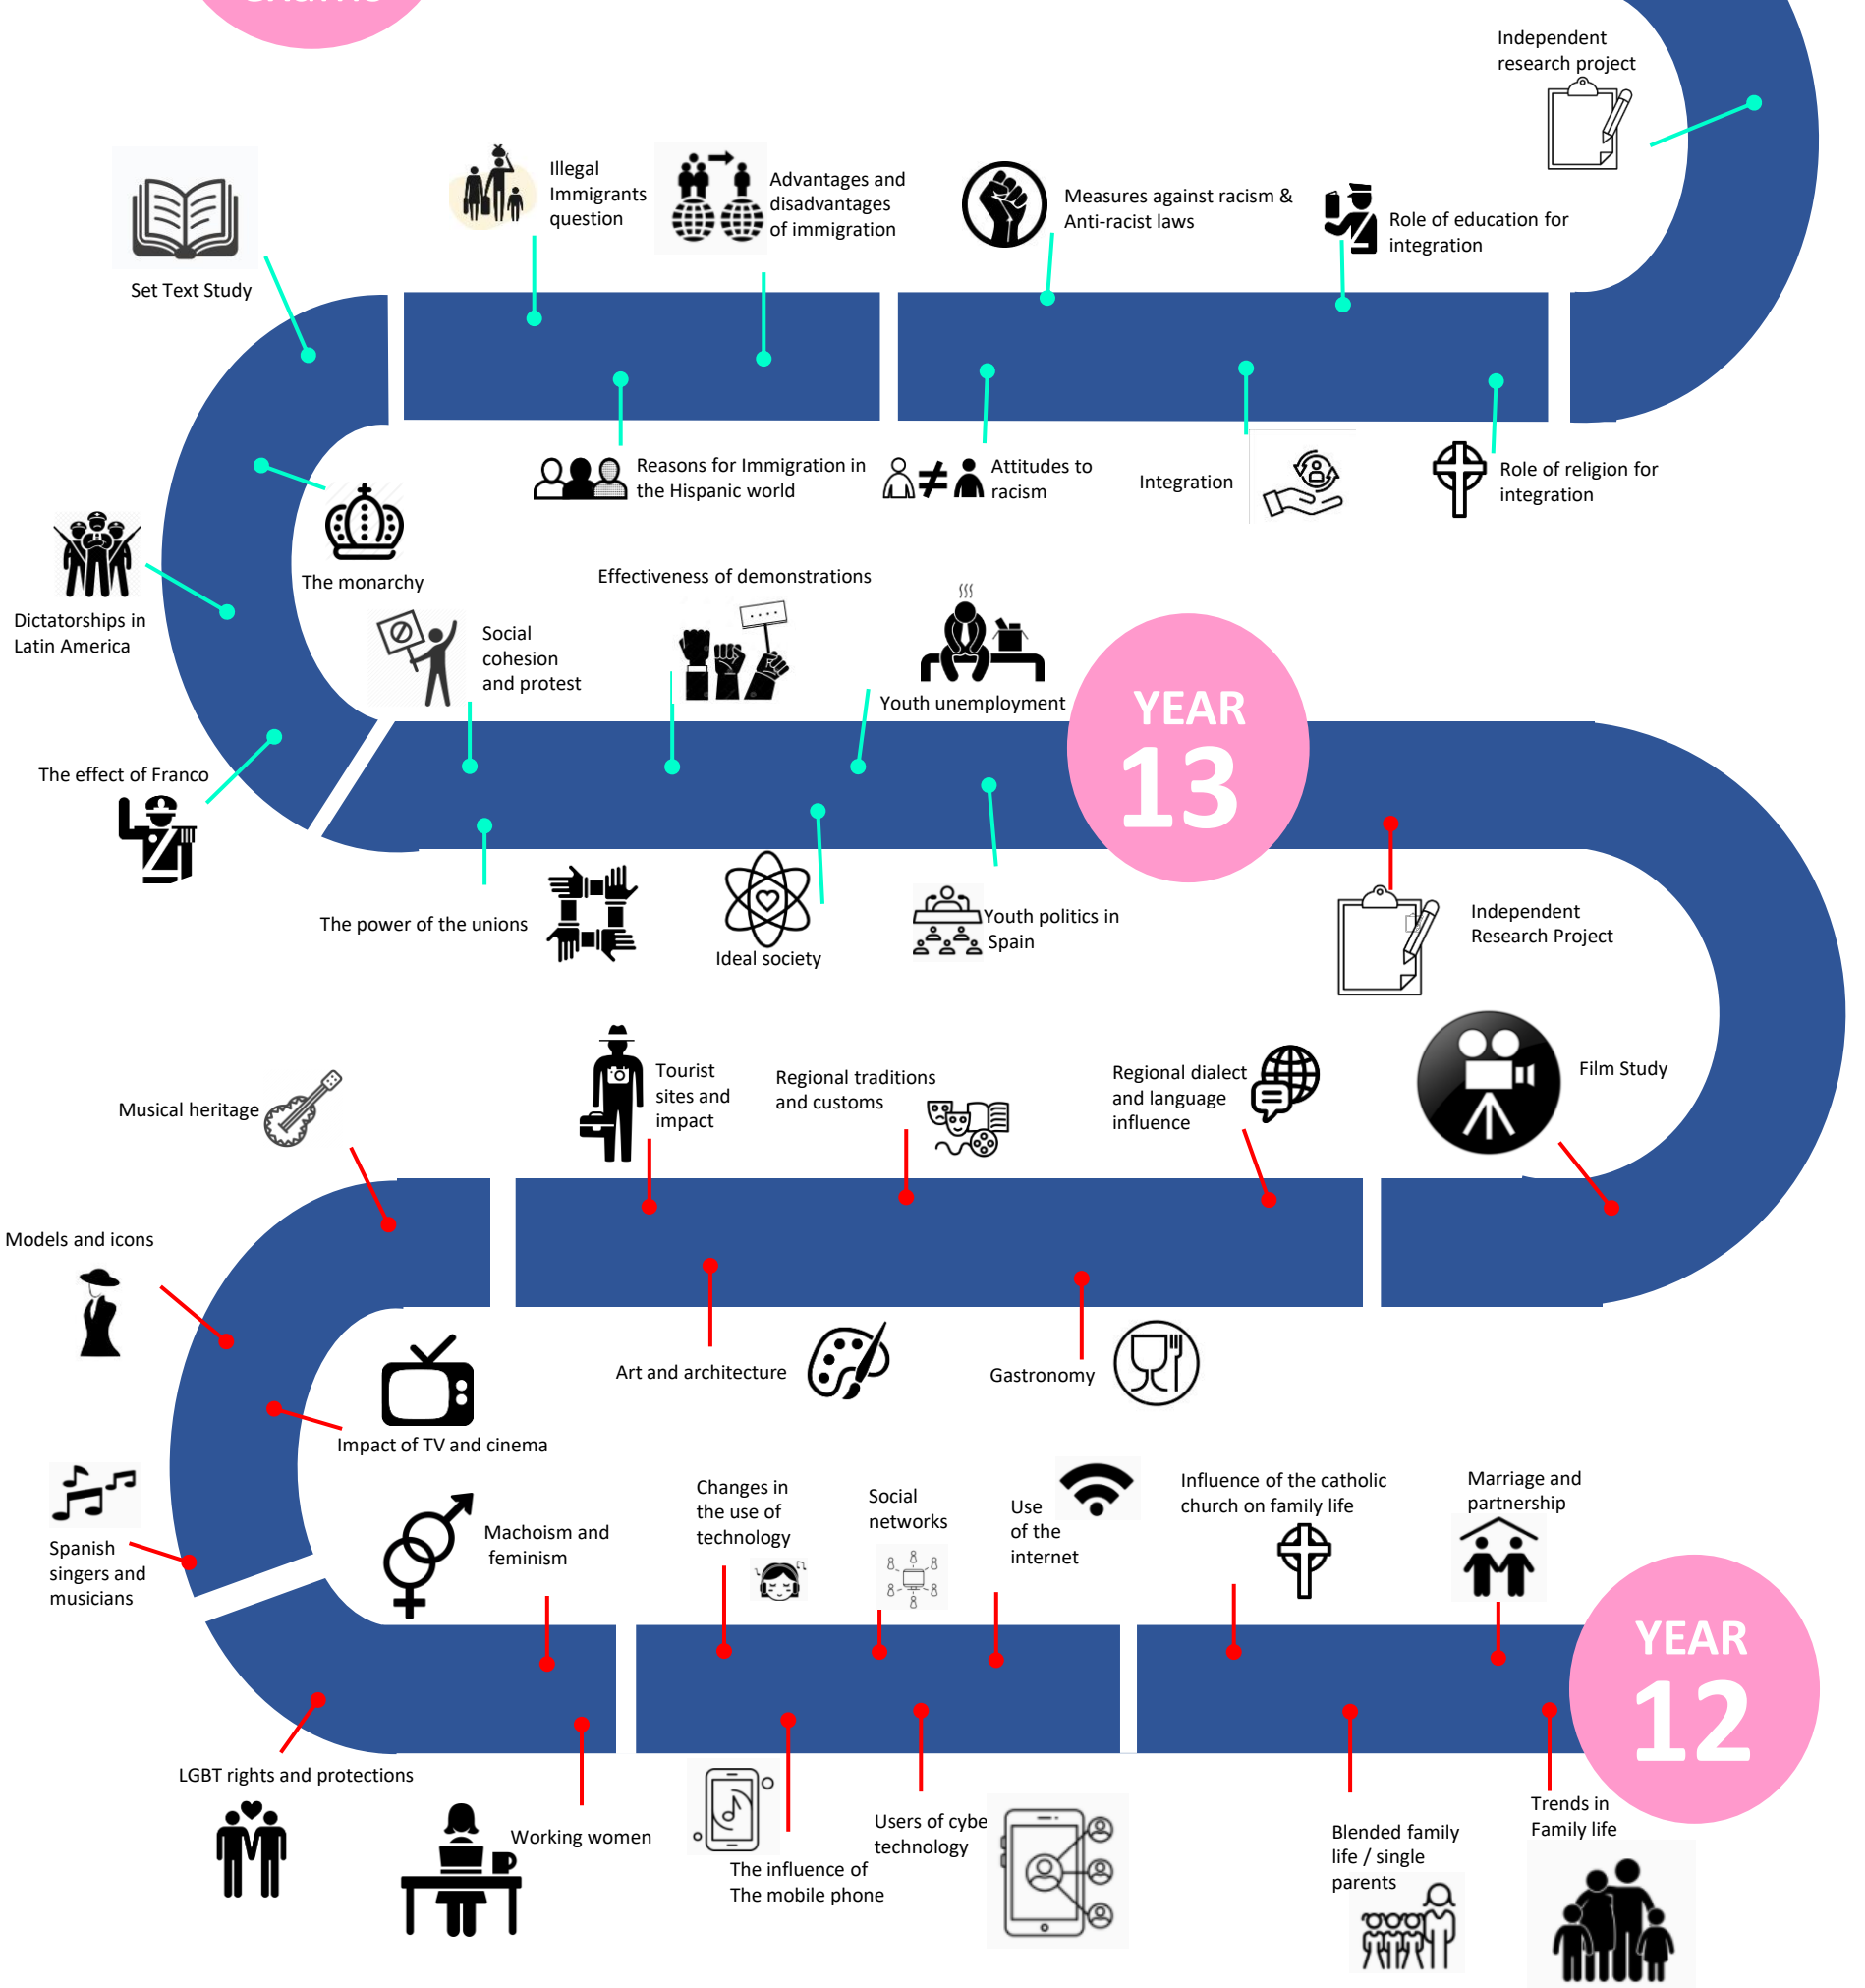 Independent
research project
Illegal
Immigrants
question
Advantages and
disadvantages
of immigration
Measures against racism &
Anti-racist laws
Role of education for
integration
Set Text Study
Reasons for Immigration in
the Hispanic world
Attitudes to
racism
Integration
Role of religion for
integration
The monarchy
Dictatorships in
Latin America
Social
cohesion
and protest
Effectiveness of demonstrations
Youth unemployment
YEAR
13
The effect of Franco
The power of the unions
Ideal society
Youth politics in
Spain
Independent
Research Project
Film Study
Musical heritage
Tourist
sites and
impact
Regional traditions
and customs
Regional dialect
and language
influence
Models and icons
Art and architecture
Gastronomy
Impact of TV and cinema
Spanish
singers and
musicians
Machoism and
feminism
Changes in
the use of
technology
Social
networks
Use
of the
internet
Influence of the catholic
church on family life
Marriage and
partnership
YEAR
12
LGBT rights and protections
Working women
The influence of
The mobile phone
Users of cybe
technology
Blended family
life / single
parents
Trends in
Family life